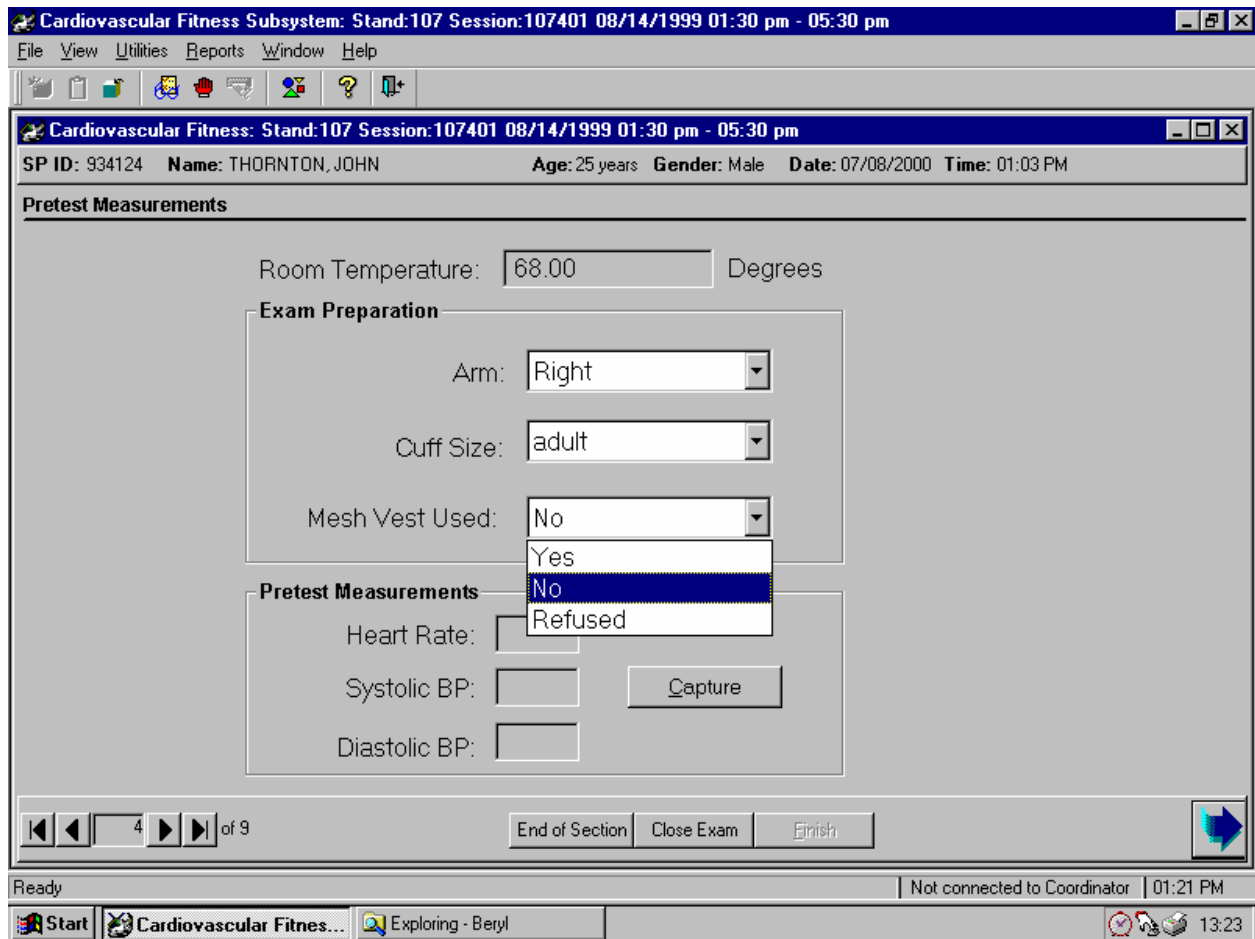 Cardiovascular Fitness Subsystem: Stand:107 Session:107401 08/14/1999 01:30 pm - 05:30 pm
File View Utilities Reports Window Help
Cardiovascular Fitness: Stand:107 Session:107401 08/14/1999 01:30 pm - 05:30 pm
SP ID: 934124 Name: THORNTON, JOHN Age: 25 years Gender: Male Date: 07/08/2000 Time: 01:03 PM
Pretest Measurements
Room Temperature: 68.00 Degrees
Exam Preparation
Arm: Right
Cuff Size: adult
Mesh Vest Used: No
Yes
No
Refused
Pretest Measurements
Heart Rate:
Systolic BP:
Capture
Diastolic BP:
4 of 9 End of Section Close Exam Finish
Ready Not connected to Coordinator 01:21 PM
Start Cardiovascular Fitnes... Exploring - Beryl 13:23